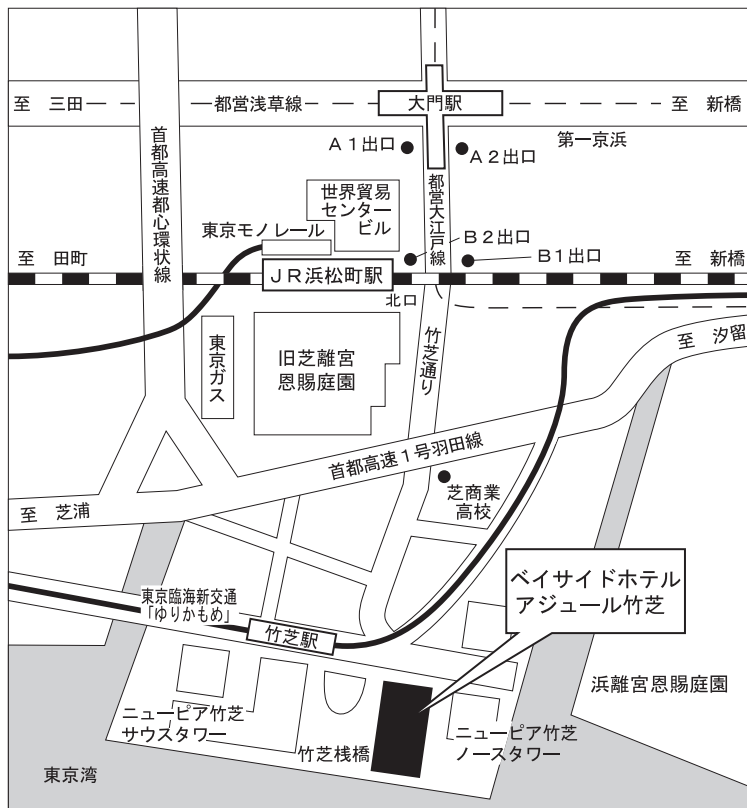 至 三田
都営浅草線
大門駅
至 新橋
第一京浜
A1出口
A2出口
首都高速都心環状線
世界貿易
センター
ビル
都営大江戸線
東京モノレール
B2出口
B1出口
至 田町
至 新橋
JR浜松町駅
北口
至 汐留
東京ガス
旧芝離宮
恩賜庭園
竹芝通り
首都高速1号羽田線
芝商業
高校
至 芝浦
ベイサイドホテル
アジュール竹芝
東京臨海新交通
「ゆりかもめ」
竹芝駅
浜離宮恩賜庭園
ニューピア竹芝
サウスタワー
竹芝桟橋
ニューピア竹芝
ノースタワー
東京湾